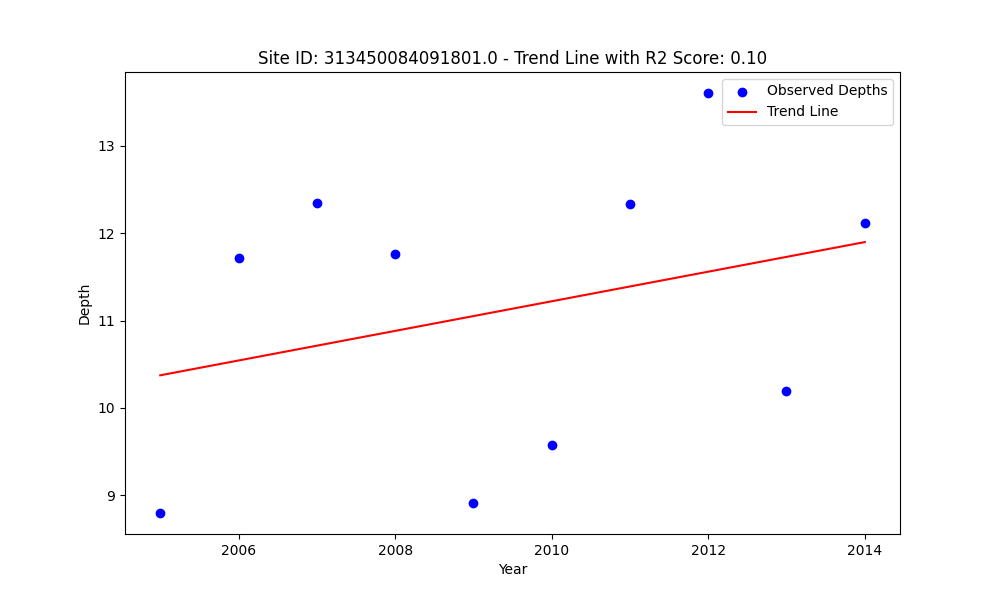 Site ID: 313450084091801.0 - Trend Line with R2 Score: 0.10
Observed Depths
Trend Line
13
12
11
10
9
Depth
2006
2008
2010
2012
2014
Year